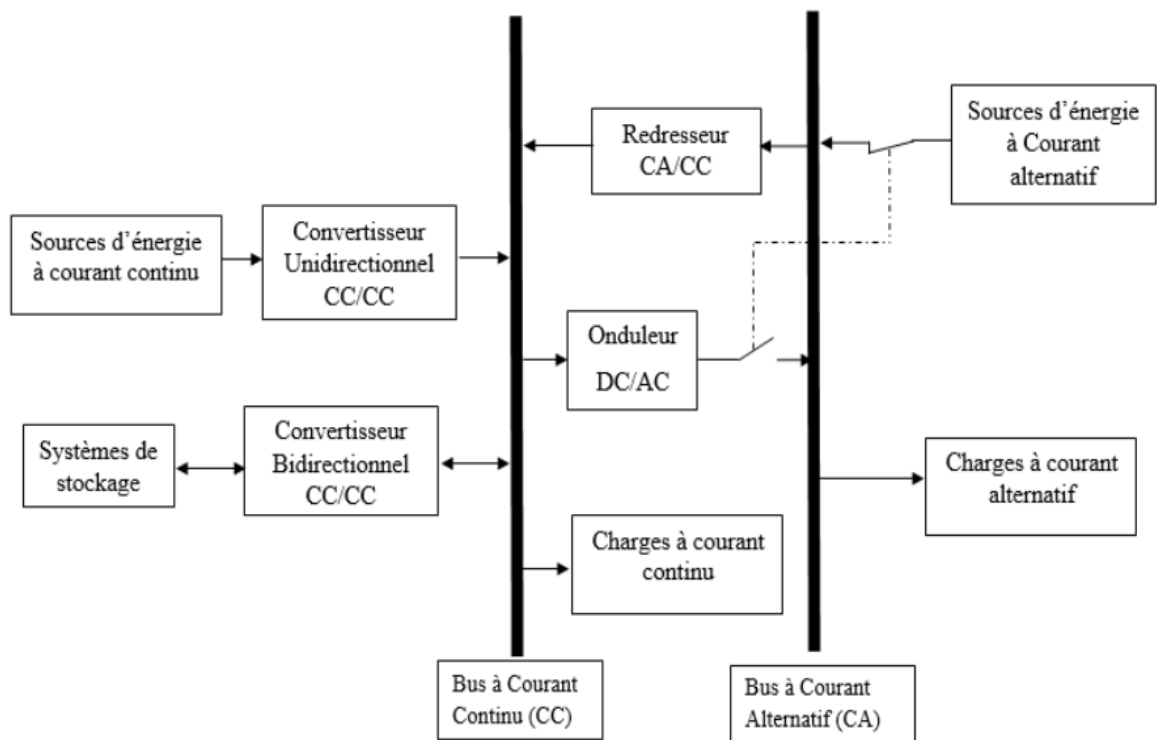 Redresseur
CA/CC
Sources d’énergie
à Courant
alternatif
Sources d’énergie
à courant continu
Convertisseur
Unidirectionnel
CC/CC
Onduleur
DC/AC
Systèmes de
stockage
Convertisseur
Bidirectionnel
CC/CC
Charges à courant
alternatif
Charges à courant
continu
Bus à Courant
Continu (CC)
Bus à Courant
Alternatif (CA)